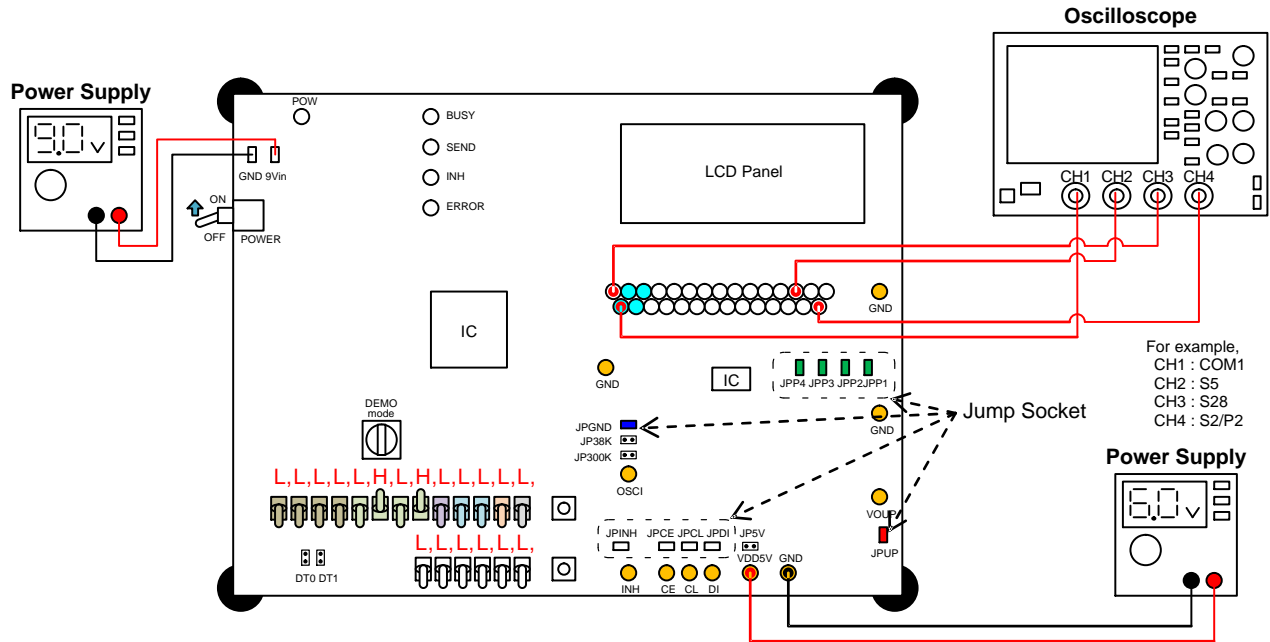 Oscilloscope
Power Supply
9.0 v
POW
BUSY
SEND
INH
ERROR
LCD Panel
CH1 CH2 CH3 CH4
GND 9Vin
ON
OFF
POWER
IC
GND
GND
IC
JPP4 JPP3 JPP2 JPP1
For example,
CH1 : COM1
CH2 : S5
CH3 : S28
CH4 : S2/P2
DEMO
mode
JPGND
JP38K
JP300K
GND
Jump Socket
OSCI
L,L,L,L,L,H,L,H,L,L,L,L,L,
Power Supply
6.0 v
VOUP
JPUP
L,L,L,L,L,L,
DT0 DT1
JPINH
JPCE JPCL JPDI
JP5V
VDD5V GND
INH
CE CL DI